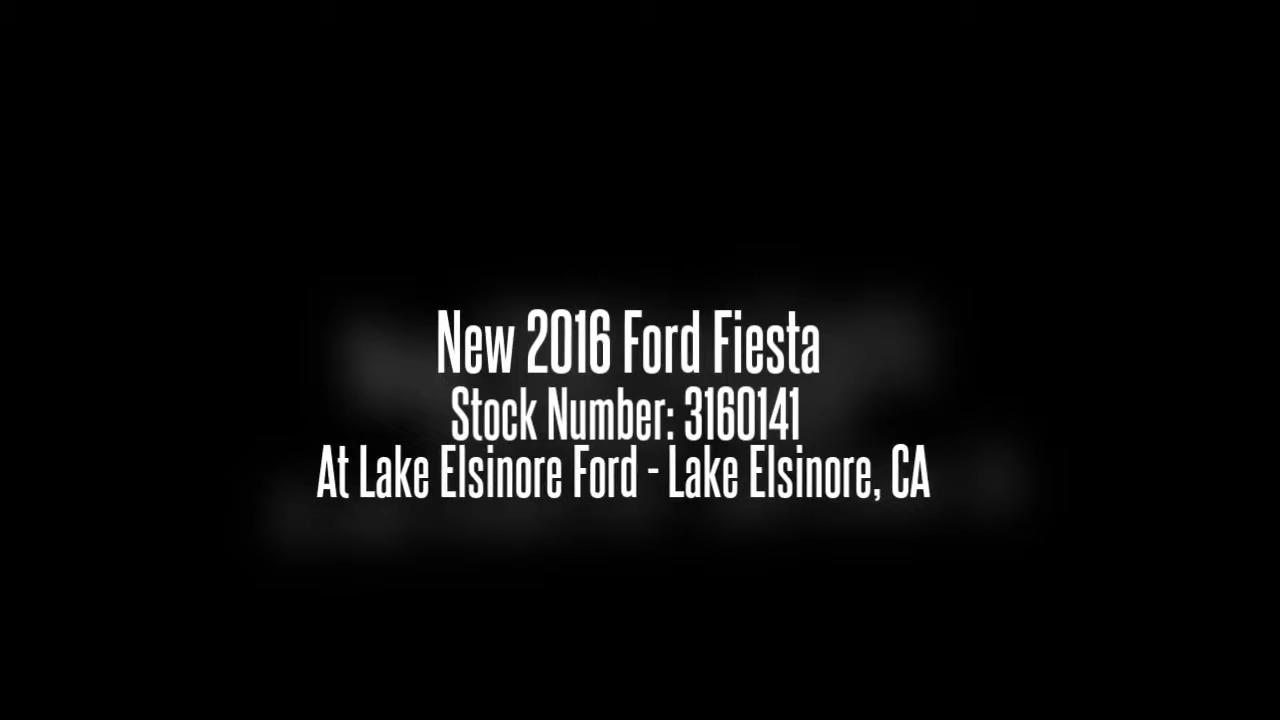 New 2016 Ford Fiesta
Stock Number: 3160141
At Lake Elsinore Ford - Lake Elsinore, CA